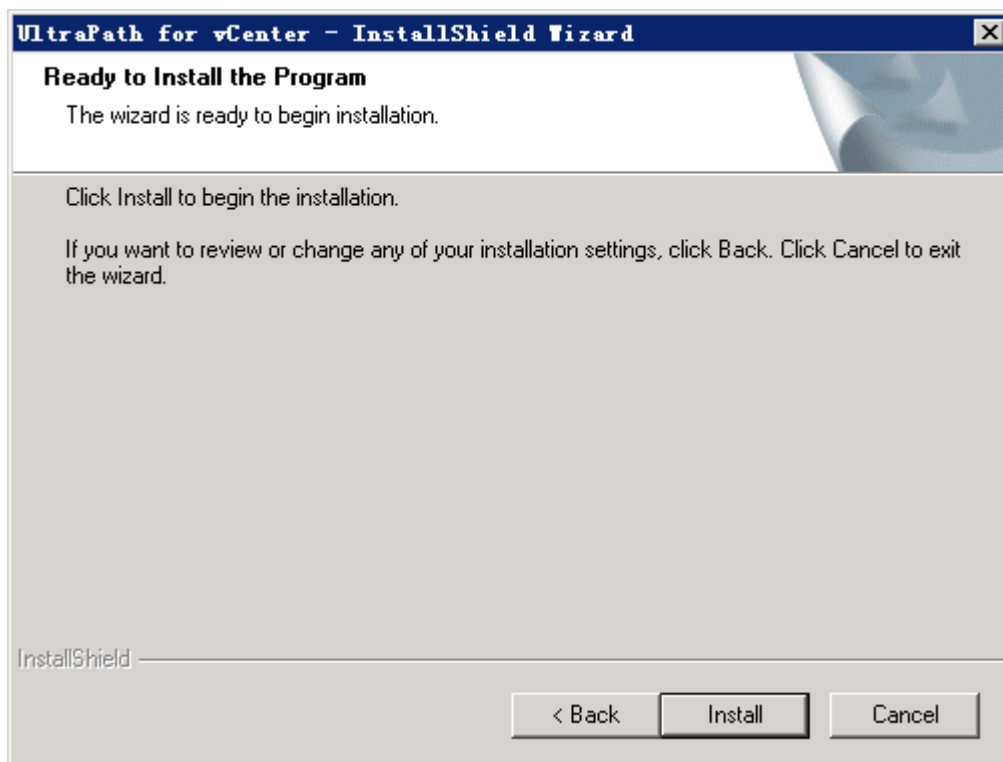 UltraPath for vCenter - InstallShield Wizard
Ready to Install the Program
The wizard is ready to begin installation.
Click Install to begin the installation.
If you want to review or change any of your installation settings, click Back. Click Cancel to exit
the wizard.
InstallShield
< Back
Install
Cancel